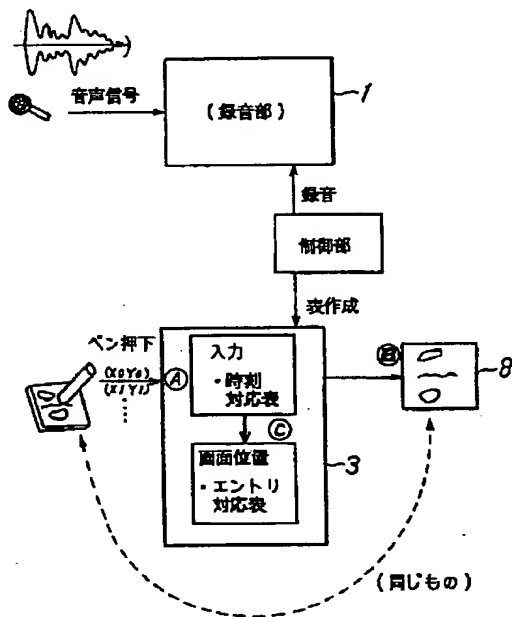 音声信号
(録音部)
1
録音
制御部
表作成
ペン押下
(X0Y0)
(X1Y1)
⋮
Ⓐ
入力
・時刻
対応表
Ⓒ
画面位置
・エントリ
対応表
3
Ⓑ
8
(同じもの)